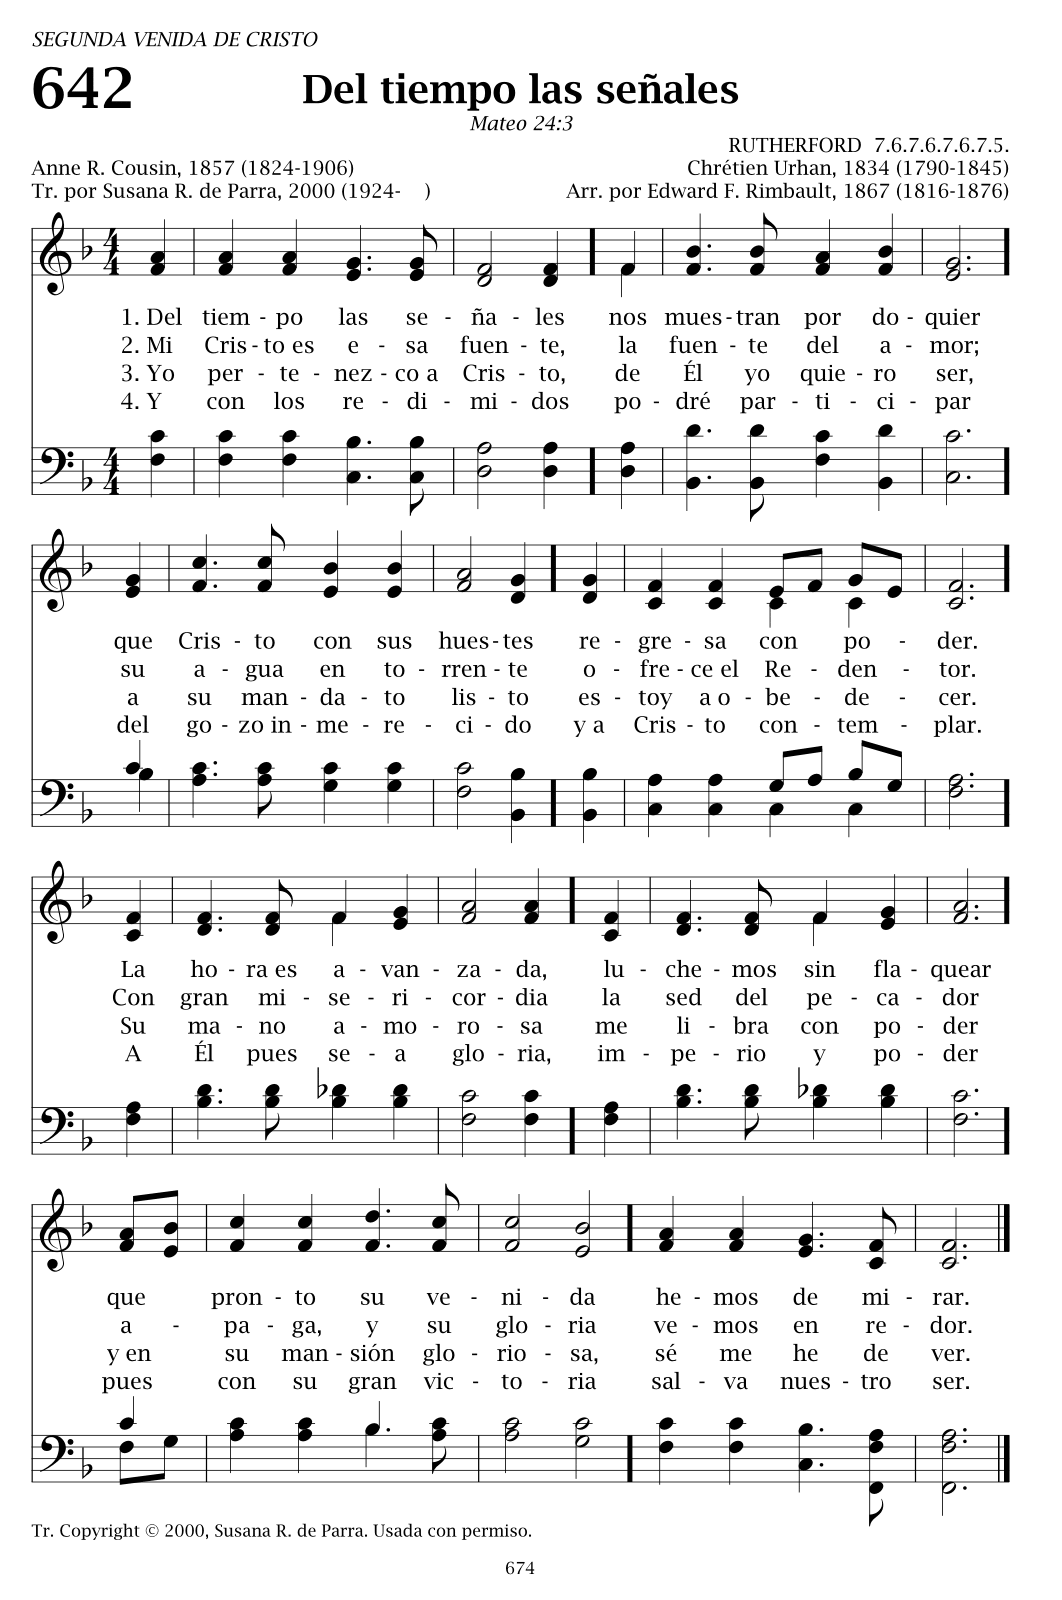 SEGUNDA VENIDA DE CRISTO
642
Del tiempo las señales
Mateo 24:3
RUTHERFORD 7.6.7.6.7.6.7.5.
Anne R. Cousin, 1857 (1824-1906)
Chrétien Urhan, 1834 (1790-1845)
Tr. por Susana R. de Parra, 2000 (1924- )
Arr. por Edward F. Rimbault, 1867 (1816-1876)
1. Del tiem - po las se - ña - les nos mues - tran por do - quier
2. Mi Cris - to es e - sa fuen - te, la fuen - te del a - mor;
3. Yo per - te - nez - co a Cris - to, de Él yo quie - ro ser,
4. Y con los re - di - mi - dos po - dré par - ti - ci - par
que Cris - to con sus hues - tes re - gre - sa con po - der.
su a - gua en to - rren - te o - fre - ce el Re - den - tor.
a su man - da - to lis - to es - toy a o - be - de - cer.
del go - zo in - me - re - ci - do y a Cris - to con - tem - plar.
La ho - ra es a - van - za - da, lu - che - mos sin fla - quear
Con gran mi - se - ri - cor - dia la sed del pe - ca - dor
Su ma - no a - mo - ro - sa me li - bra con po - der
A Él pues se - a glo - ria, im - pe - rio y po - der
que pron - to su ve - ni - da he - mos de mi - rar.
a - pa - ga, y su glo - ria ve - mos en re - dor.
y en su man - sión glo - rio - sa, sé me he de ver.
pues con su gran vic - to - ria sal - va nues - tro ser.
Tr. Copyright © 2000, Susana R. de Parra. Usada con permiso.
674